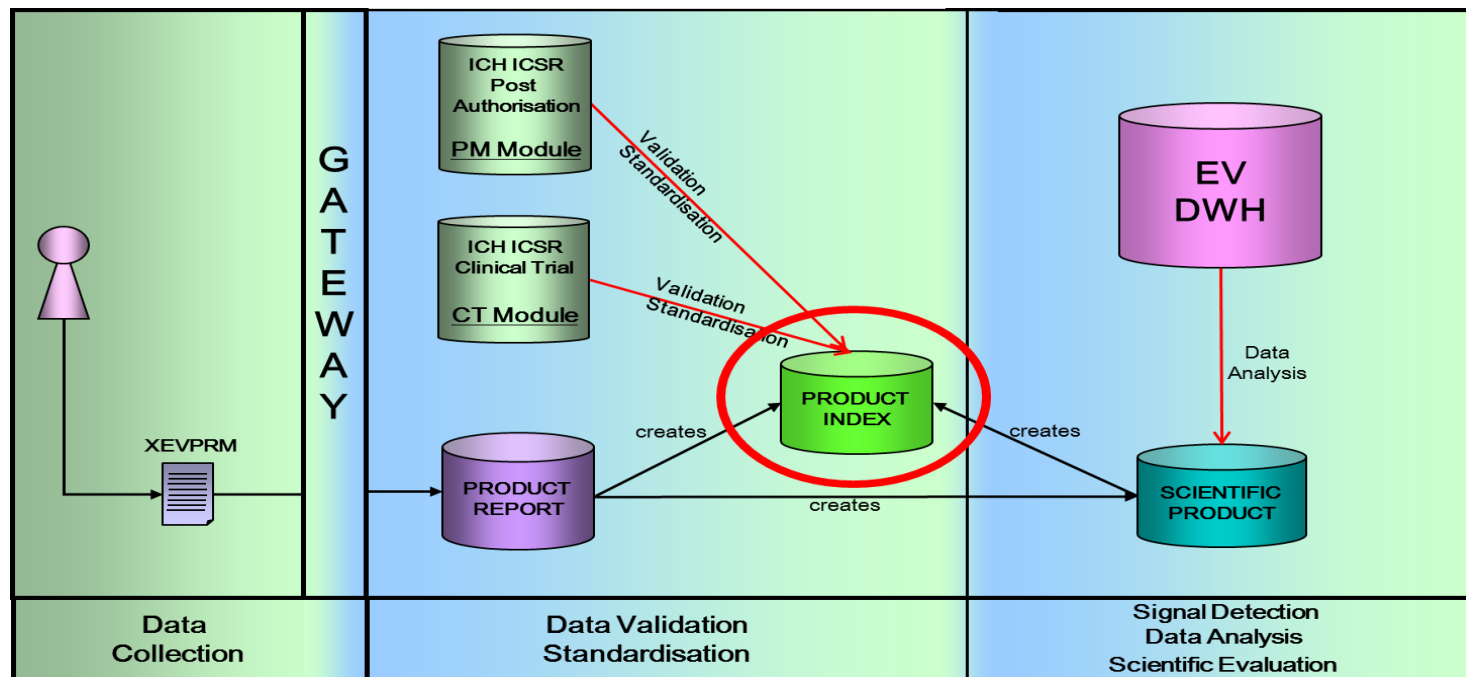 ICH ICSR
Post
Authorisation
PM Module
GATEWAY
Validation
Standardisation
EV
DWH
ICH ICSR
Clinical Trial
CT Module
Validation
Standardisation
Data
Analysis
PRODUCT
INDEX
XEVPRM
creates
creates
PRODUCT
REPORT
creates
SCIENTIFIC
PRODUCT
Data
Collection
Data Validation
Standardisation
Signal Detection
Data Analysis
Scientific Evaluation